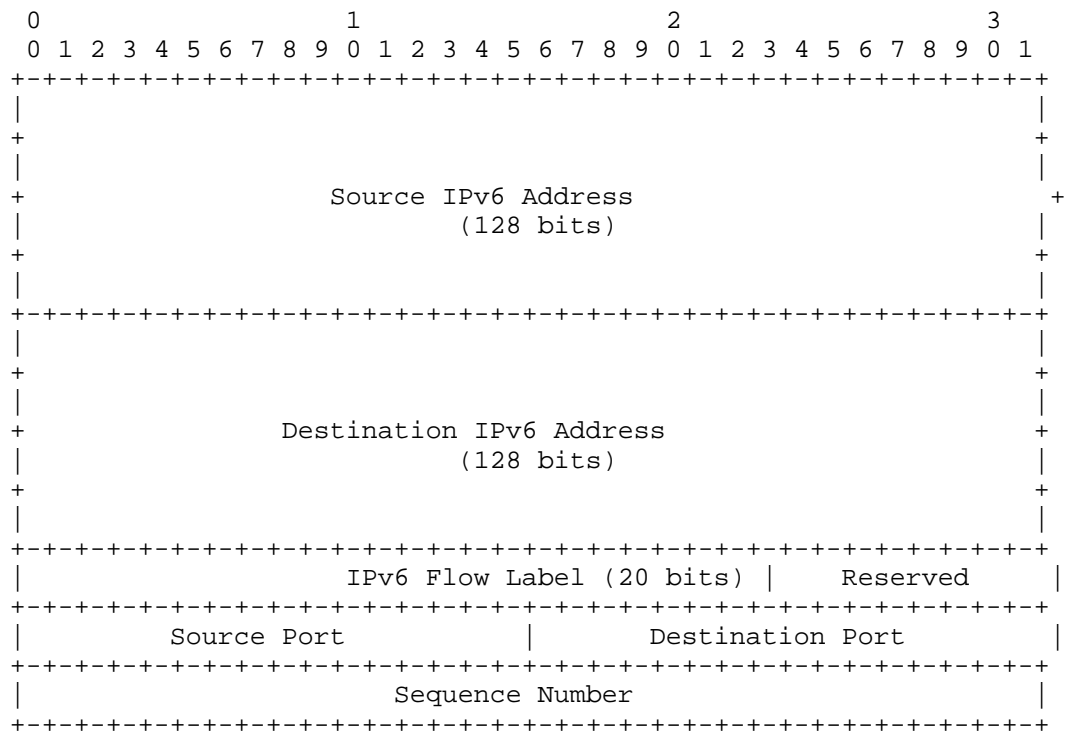 0                   1                   2                   3
0 1 2 3 4 5 6 7 8 9 0 1 2 3 4 5 6 7 8 9 0 1 2 3 4 5 6 7 8 9 0 1
+-+-+-+-+-+-+-+-+-+-+-+-+-+-+-+-+-+-+-+-+-+-+-+-+-+-+-+-+-+-+-+-+
|                                                               |
+                                                               +
|                                                               |
+                   Source IPv6 Address                          +
|                           (128 bits)                          |
+                                                               +
|                                                               |
+-+-+-+-+-+-+-+-+-+-+-+-+-+-+-+-+-+-+-+-+-+-+-+-+-+-+-+-+-+-+-+-+
|                                                               |
+                                                               +
|                                                               |
+                Destination IPv6 Address                       +
|                           (128 bits)                          |
+                                                               +
|                                                               |
+-+-+-+-+-+-+-+-+-+-+-+-+-+-+-+-+-+-+-+-+-+-+-+-+-+-+-+-+-+-+-+-+
|                    IPv6 Flow Label (20 bits) |    Reserved     |
+-+-+-+-+-+-+-+-+-+-+-+-+-+-+-+-+-+-+-+-+-+-+-+-+-+-+-+-+-+-+-+-+
|         Source Port           |       Destination Port         |
+-+-+-+-+-+-+-+-+-+-+-+-+-+-+-+-+-+-+-+-+-+-+-+-+-+-+-+-+-+-+-+-+
|                       Sequence Number                         |
+-+-+-+-+-+-+-+-+-+-+-+-+-+-+-+-+-+-+-+-+-+-+-+-+-+-+-+-+-+-+-+-+